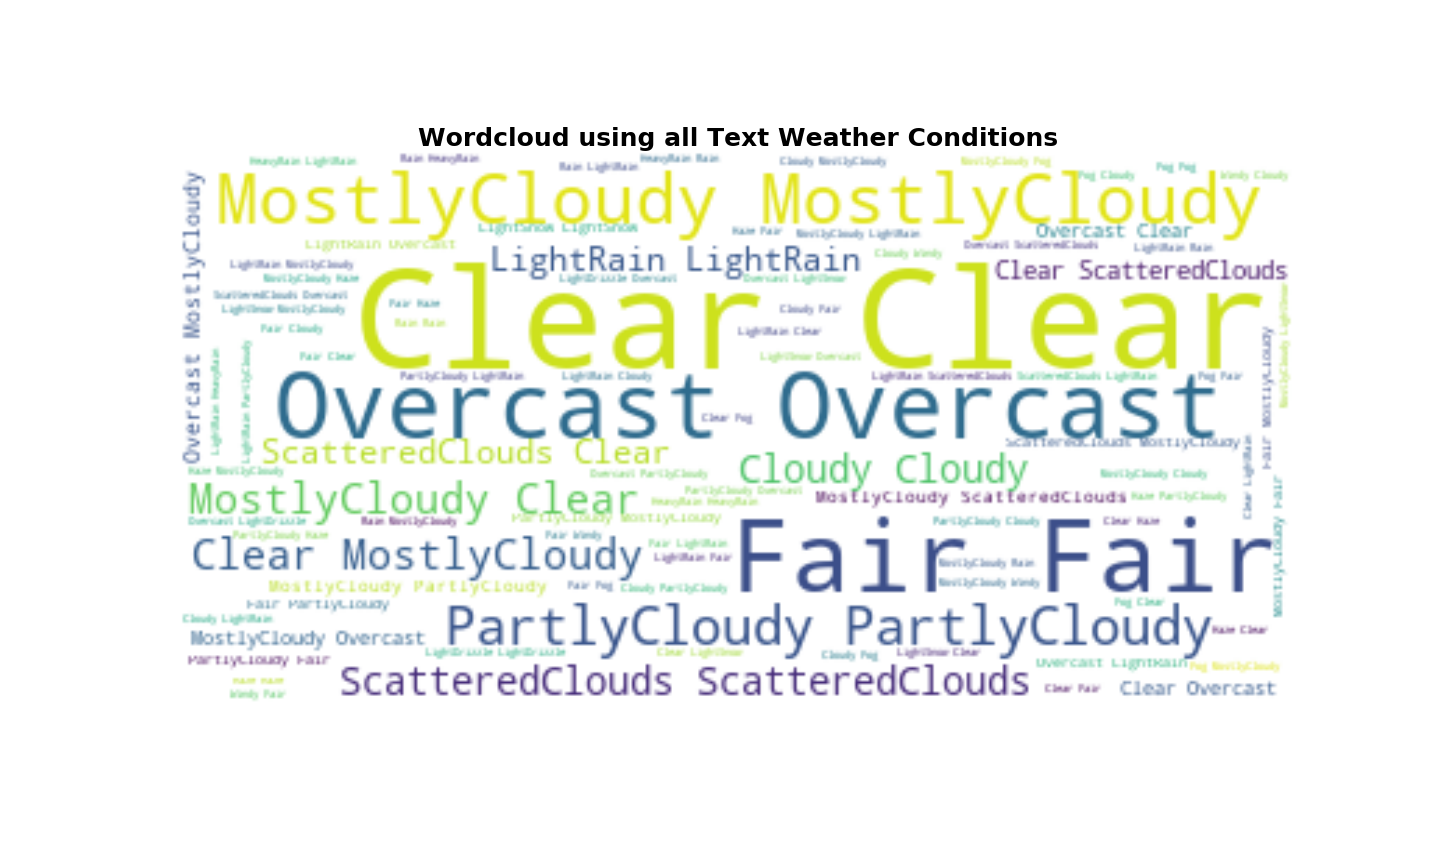 Wordcloud using all Text Weather Conditions
HeavyRain LightRain
Rain HeavyRain
Rain LightRain
HeavyRain Rain
Cloudy MostlyCloudy
MostlyCloudy Fog
Fog Fog
Fog Cloudy
Windy Cloudy
Overcast MostlyCloudy
MostlyCloudy MostlyCloudy
LightSnow LightSnow
Haze Fair
MostlyCloudy LightRain
Overcast Clear
LightRain Overcast
Overcast ScatteredClouds
LightRain Rain
LightRain LightRain
Cloudy Windy
LightRain MostlyCloudy
Clear ScatteredClouds
MostlyCloudy Haze
LightDrizzle Overcast
Overcast LightSnow
ScatteredClouds Overcast
Fair Haze
LightSnow MostlyCloudy
Cloudy Fair
Clear Clear
Rain Rain
Fair Cloudy
LightRain Clear
MostlyCloudy LightSnow
Fair Clear
LightSnow Overcast
LightRain HeavyRain
LightRain PartlyCloudy
PartlyCloudy LightRain
LightRain Cloudy
LightRain ScatteredClouds
ScatteredClouds LightRain
Fog Fair
Fair MostlyCloudy
Overcast Overcast
Clear Fog
ScatteredClouds MostlyCloudy
ScatteredClouds Clear
Clear LightRain
Haze MostlyCloudy
Overcast PartlyCloudy
Cloudy Cloudy
MostlyCloudy Cloudy
MostlyCloudy Clear
PartlyCloudy Overcast
HeavyRain HeavyRain
MostlyCloudy ScatteredClouds
Haze PartlyCloudy
MostlyCloudy Fair
Overcast LightDrizzle
Rain MostlyCloudy
PartlyCloudy MostlyCloudy
PartlyCloudy Cloudy
Clear Haze
PartlyCloudy Haze
Fair Windy
Fair LightRain
Clear MostlyCloudy
LightRain Fair
Fair Fair
MostlyCloudy Rain
MostlyCloudy Windy
MostlyCloudy PartlyCloudy
Fair Fog
Cloudy PartlyCloudy
Fair PartlyCloudy
Fog Clear
Cloudy LightRain
PartlyCloudy PartlyCloudy
Haze Clear
MostlyCloudy Overcast
LightDrizzle LightDrizzle
Clear LightSnow
Cloudy Fog
LightSnow Clear
PartlyCloudy Fair
Overcast LightRain
Fog MostlyCloudy
Haze Haze
ScatteredClouds ScatteredClouds
Clear Fair
Clear Overcast
Windy Fair